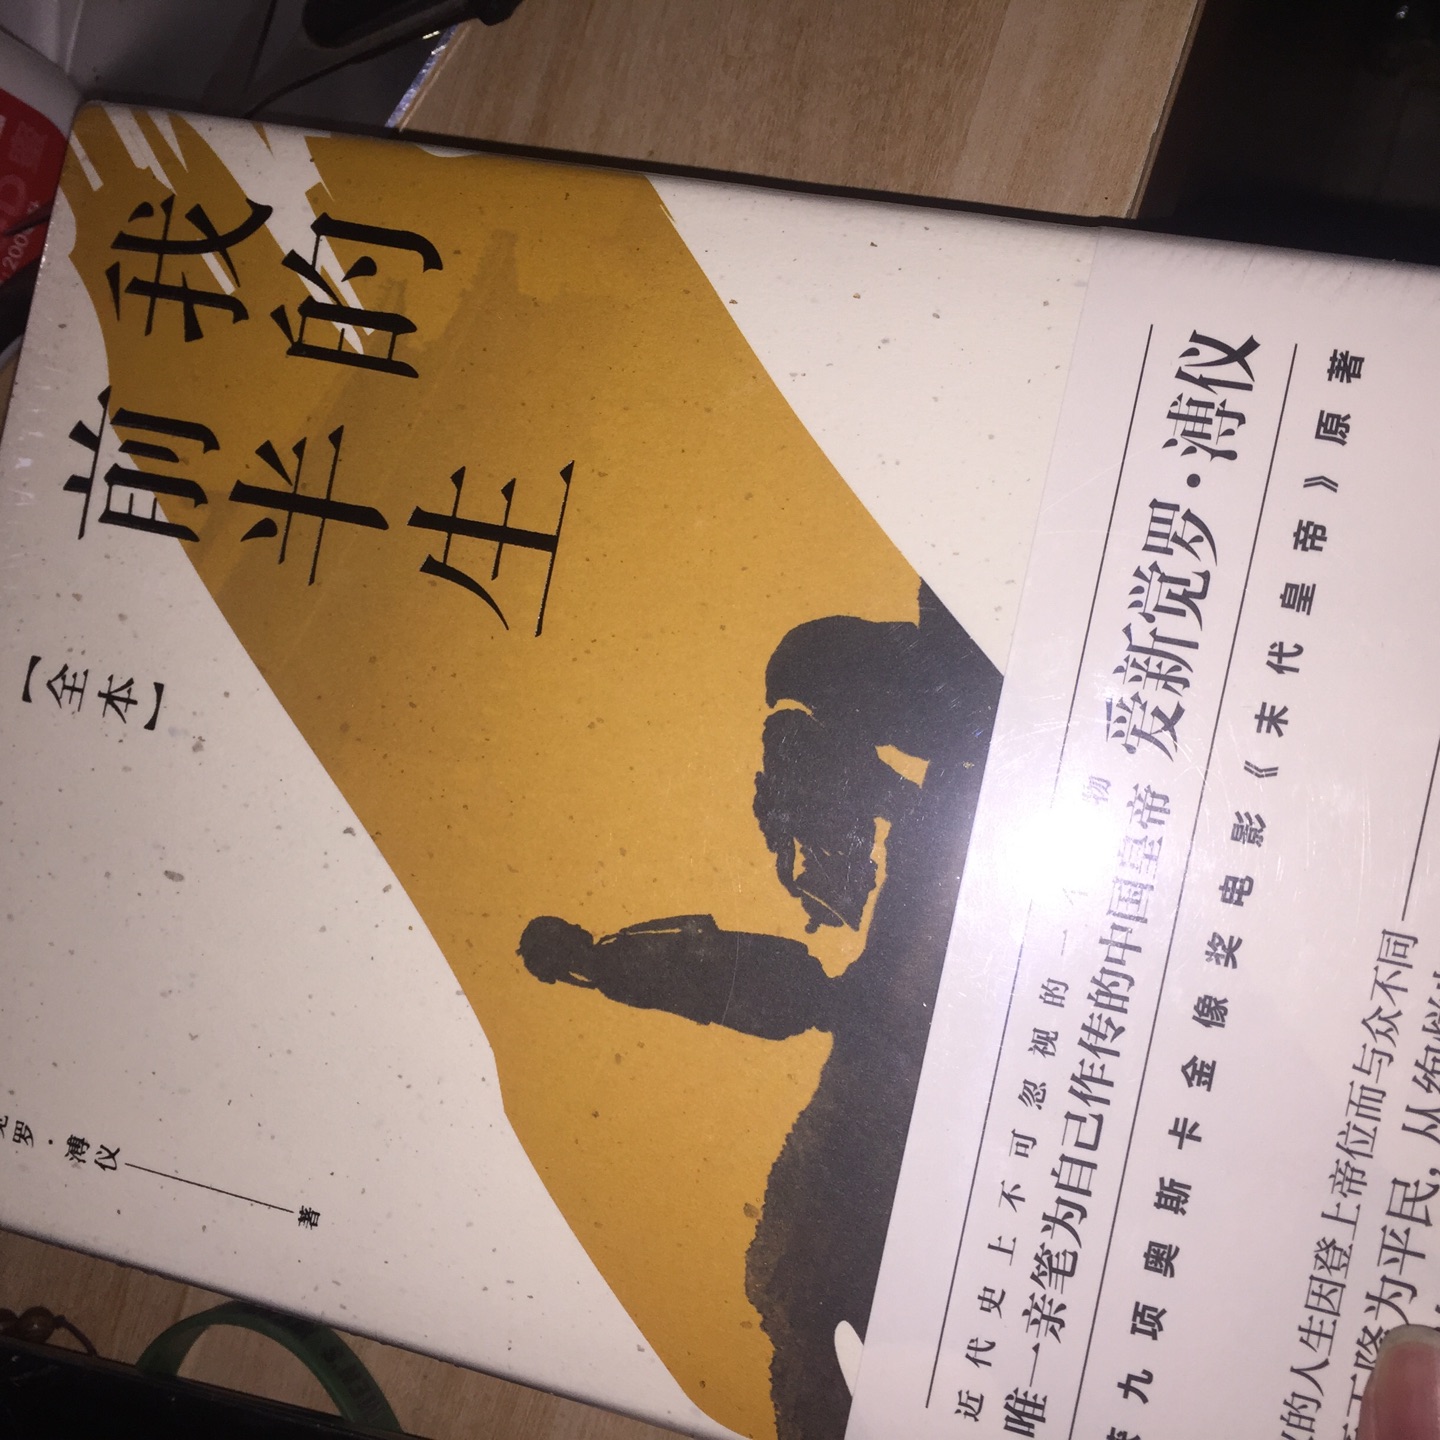 我的
前半生
【全本】
罗·溥仪
著
近代史上不可忽视的一个
物
唯一亲笔为自己作传的中国皇帝
爱新觉罗·溥仪
九项奥斯卡金像奖电影《末代皇帝》原著
的人生因登上帝位而与众不同
降为平民，从绚
200